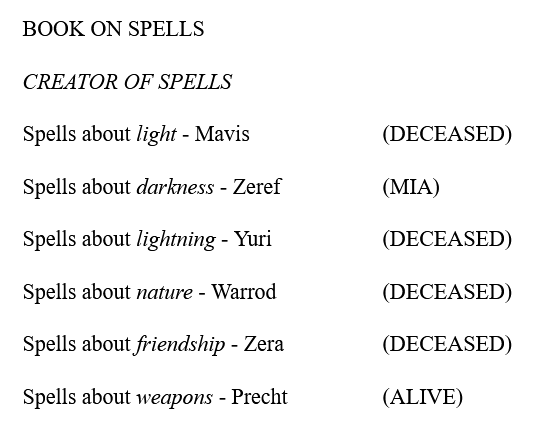 BOOK ON SPELLS
CREATOR OF SPELLS
Spells about light - Mavis (DECEASED)
Spells about darkness - Zeref (MIA)
Spells about lightning - Yuri (DECEASED)
Spells about nature - Warrod (DECEASED)
Spells about friendship - Zera (DECEASED)
Spells about weapons - Precht (ALIVE)